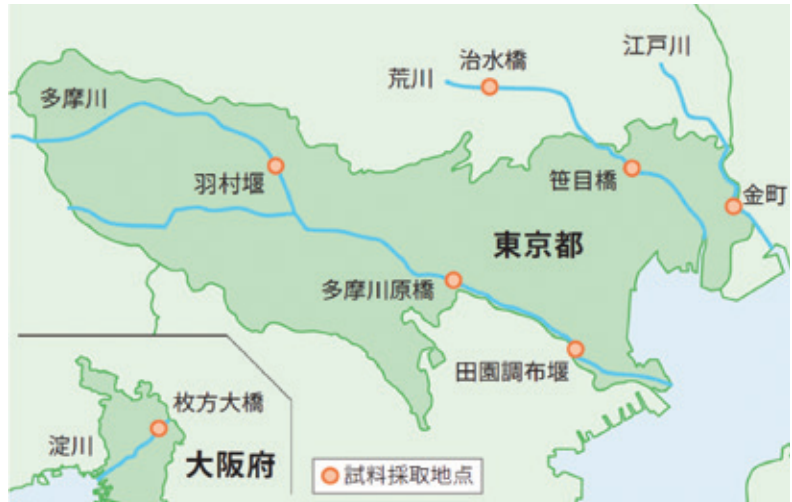 江戸川
治水橋
荒川
多摩川
羽村堰
笹目橋
金町
東京都
多摩川原橋
田園調布堰
枚方大橋
淀川
大阪府
試料採取地点